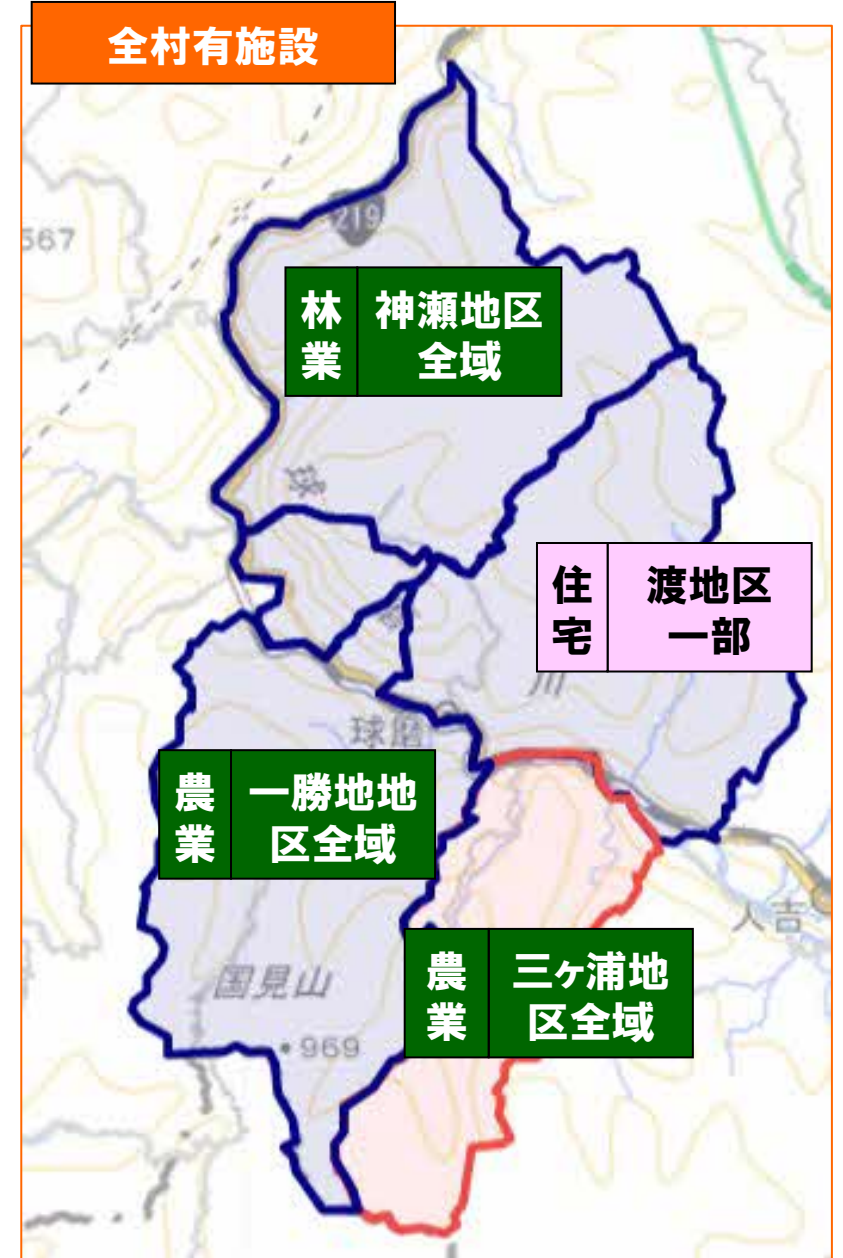 全村有施設
219
567
林業
神瀬地区
全域
住宅
渡地区
一部
川
球磨
農業
一勝地地
区全域
人吉
国見山
農業
三ヶ浦地
区全域
969